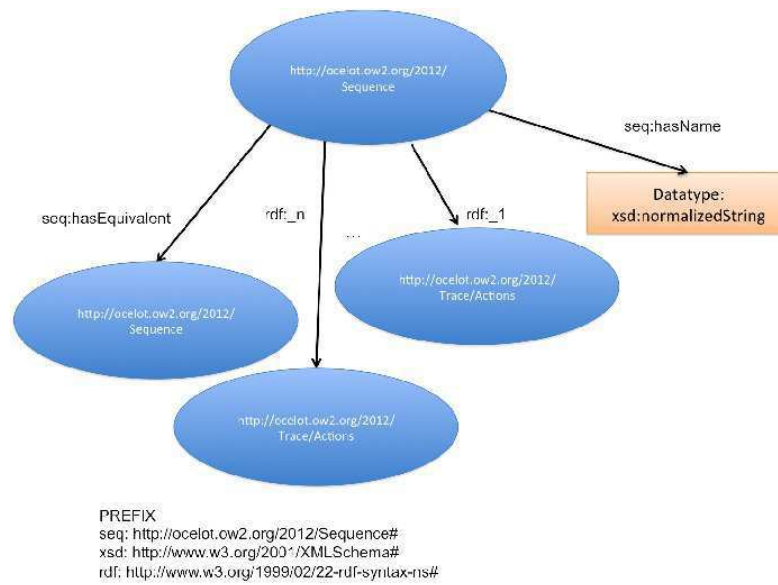 http://ocelot.ow2.org/2012/
Sequence
seq:hasName
Datatype:
xsd:normalizedString
seq:hasEquivalent
rdf:_n
...
rdf:_1
http://ocelot.ow2.org/2012/
Trace/Actions
http://ocelot.ow2.org/2012/
Sequence
http://ocelot.ow2.org/2012/
Trace/Actions
PREFIX
seq: http://ocelot.ow2.org/2012/Sequence#
xsd: http://www.w3.org/2001/XMLSchema#
rdf: http://www.w3.org/1999/02/22-rdf-syntax-ns#